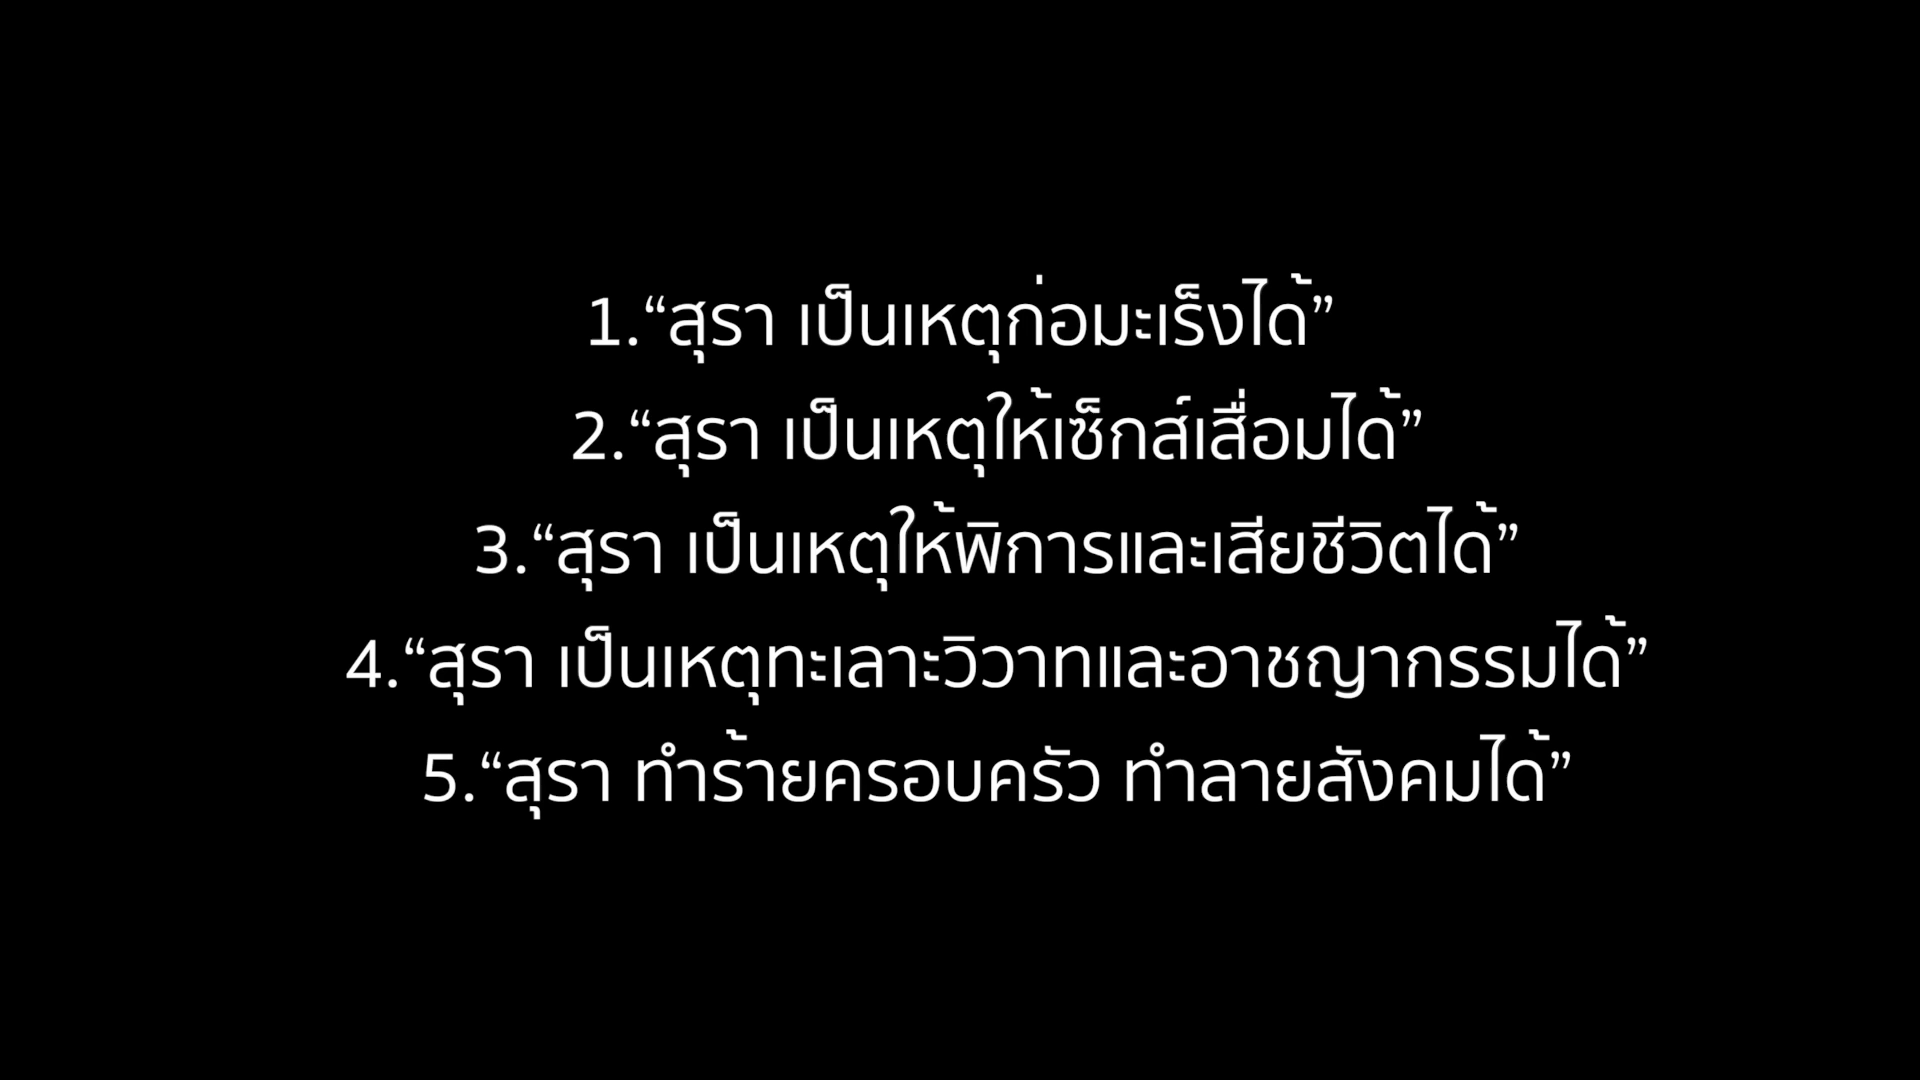 1.“สุรา เป็นเหตุก่อมะเร็งได้”
2.“สุรา เป็นเหตุให้เซ็กส์เสื่อมได้”
3.“สุรา เป็นเหตุให้พิการและเสียชีวิตได้”
4.“สุรา เป็นเหตุทะเลาะวิวาทและอาชญากรรมได้”
5.“สุรา ทำร้ายครอบครัว ทำลายสังคมได้”